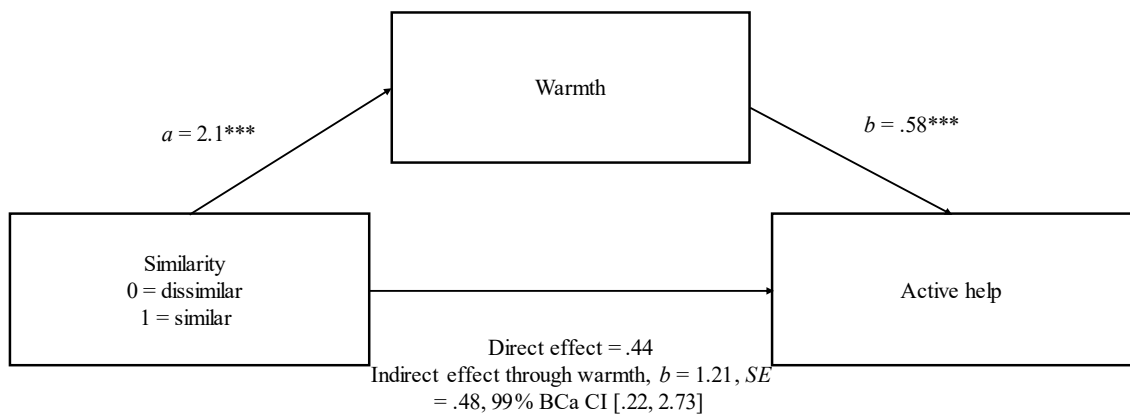 Warmth
a = 2.1***
b = .58***
Similarity
0 = dissimilar
1 = similar
Active help
Direct effect = .44
Indirect effect through warmth, b = 1.21, SE
= .48, 99% BCa CI [.22, 2.73]